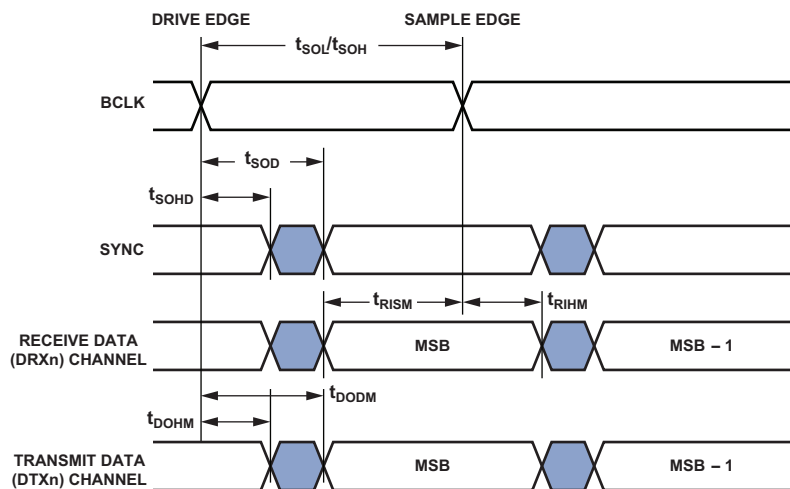 DRIVE EDGE
SAMPLE EDGE
tSOL/tSOH
BCLK
tSOD
tSOHD
SYNC
tRISM
tRIHM
RECEIVE DATA
(DRXn) CHANNEL
MSB
MSB – 1
tDODM
tDOHM
TRANSMIT DATA
(DTXn) CHANNEL
MSB
MSB – 1